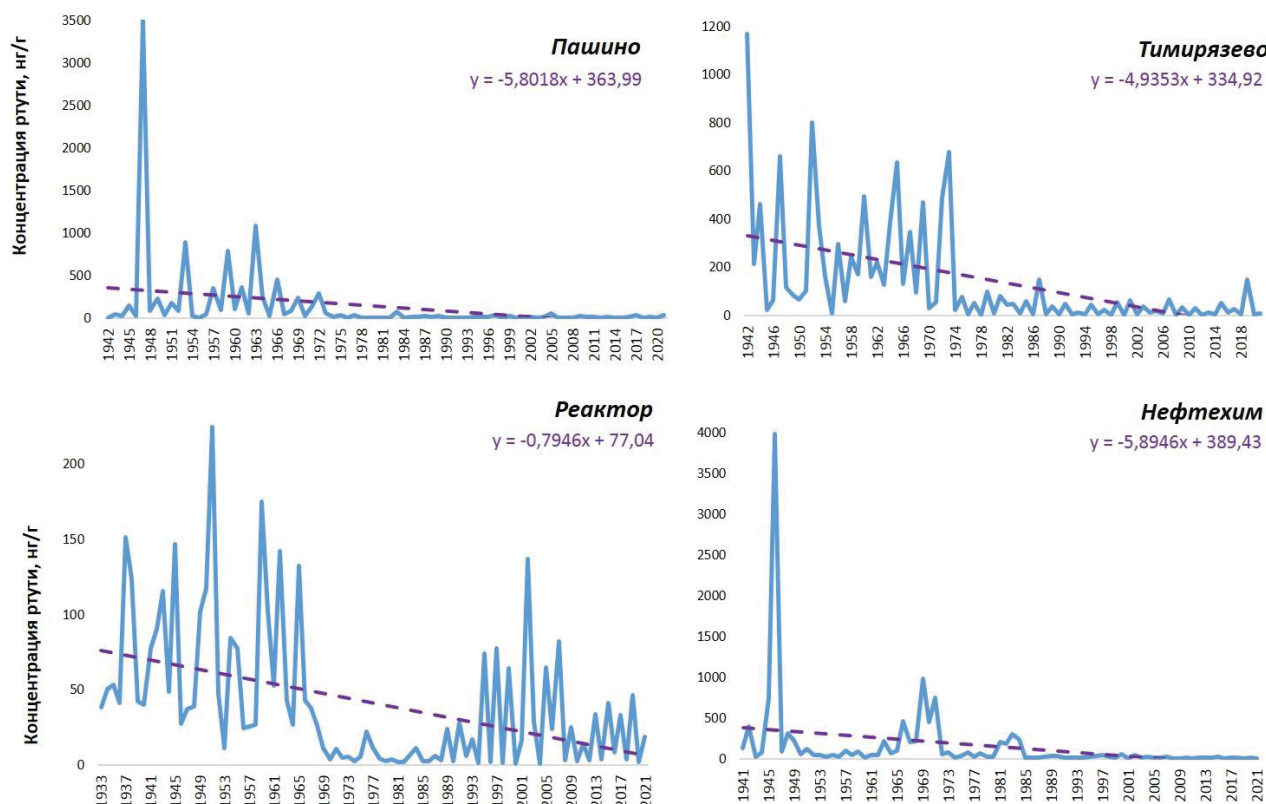 Концентрация ртути, нг/г
Пашино
y = -5,8018x + 363,99
3500
3000
2500
2000
1500
1000
500
0
1942 1945 1948 1951 1954 1957 1960 1963 1966 1969 1972 1975 1978 1981 1984 1987 1990 1993 1996 1999 2002 2005 2008 2011 2014 2017 2020
Тимирязево
y = -4,9353x + 334,92
1200
1000
800
600
400
200
0
1942 1946 1950 1954 1958 1962 1966 1970 1974 1978 1982 1986 1990 1994 1998 2002 2006 2010 2014 2018
Концентрация ртути, нг/г
Реактор
y = -0,7946x + 77,04
200
150
100
50
0
1933 1937 1941 1945 1949 1953 1957 1961 1965 1969 1973 1977 1981 1985 1989 1993 1997 2001 2005 2009 2013 2017 2021
Нефтехим
y = -5,8946x + 389,43
4000
3500
3000
2500
2000
1500
1000
500
0
1941 1945 1949 1953 1957 1961 1965 1969 1973 1977 1981 1985 1989 1993 1997 2001 2005 2009 2013 2017 2021